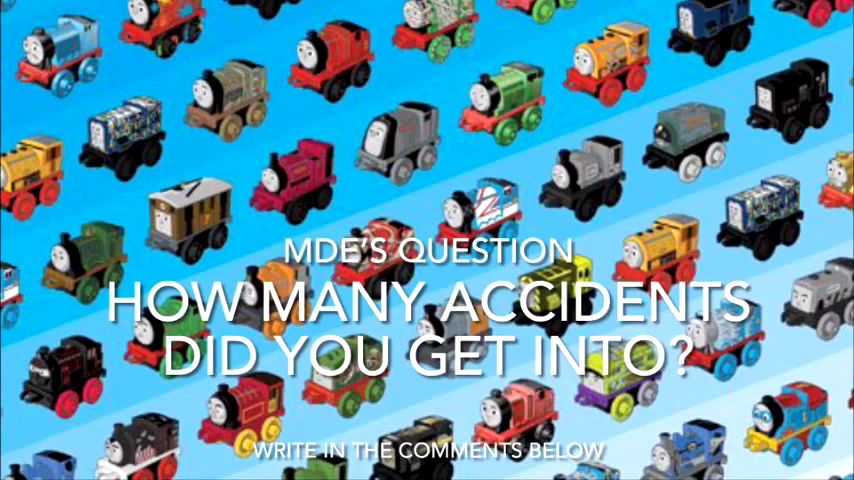 MDE'S QUESTION
HOW MANY ACCIDENTS
DID YOU GET INTO?
WRITE IN THE COMMENTS BELOW